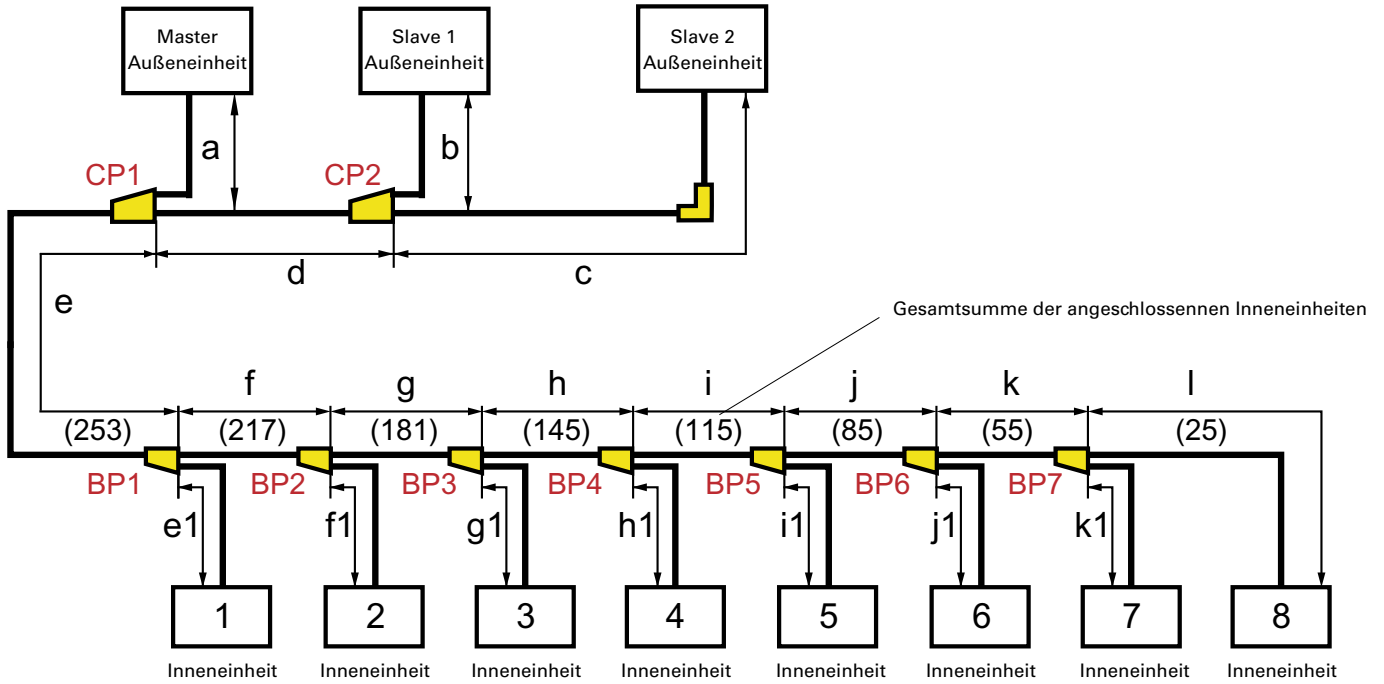 Master
Außeneinheit
Slave 1
Außeneinheit
Slave 2
Außeneinheit
a
b
CP1
CP2
d
c
e
Gesamtsumme der angeschlossennen Inneneinheiten
f
g
h
i
j
k
l
(253)
(217)
(181)
(145)
(115)
(85)
(55)
(25)
BP1
BP2
BP3
BP4
BP5
BP6
BP7
e1
f1
g1
h1
i1
j1
k1
1
2
3
4
5
6
7
8
Inneneinheit
Inneneinheit
Inneneinheit
Inneneinheit
Inneneinheit
Inneneinheit
Inneneinheit
Inneneinheit